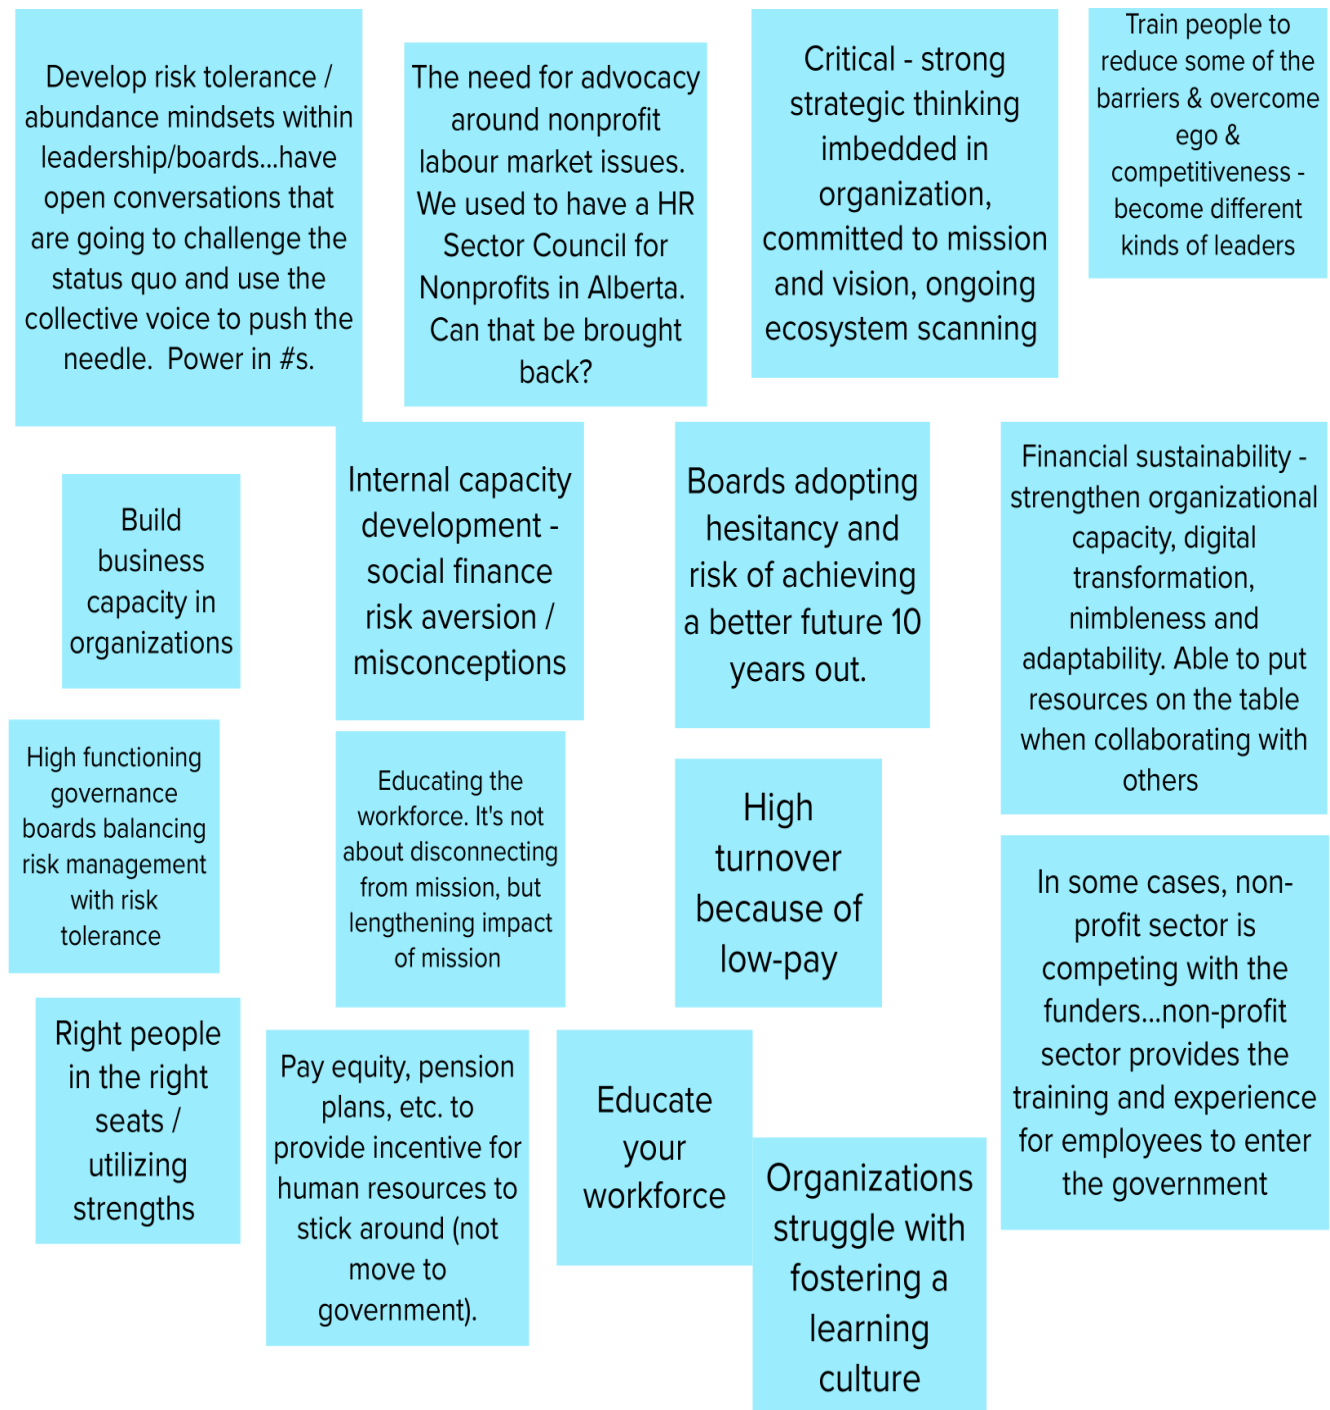 Develop risk tolerance /
abundance mindsets within
leadership/boards...have
open conversations that
are going to challenge the
status quo and use the
collective voice to push the
needle.  Power in #s.
The need for advocacy
around nonprofit
labour market issues.
We used to have a HR
Sector Council for
Nonprofits in Alberta.
Can that be brought
back?
Critical - strong
strategic thinking
imbedded in
organization,
committed to mission
and vision, ongoing
ecosystem scanning
Train people to
reduce some of the
barriers & overcome
ego &
competitiveness -
become different
kinds of leaders
Build
business
capacity in
organizations
Internal capacity
development -
social finance
risk aversion /
misconceptions
Boards adopting
hesitancy and
risk of achieving
a better future 10
years out.
Financial sustainability -
strengthen organizational
capacity, digital
transformation,
nimbleness and
adaptability. Able to put
resources on the table
when collaborating with
others
High functioning
governance
boards balancing
risk management
with risk
tolerance
Educating the
workforce. It's not
about disconnecting
from mission, but
lengthening impact
of mission
High
turnover
because of
low-pay
In some cases, non-
profit sector is
competing with the
funders...non-profit
sector provides the
training and experience
for employees to enter
the government
Right people
in the right
seats /
utilizing
strengths
Pay equity, pension
plans, etc. to
provide incentive for
human resources to
stick around (not
move to
government).
Educate
your
workforce
Organizations
struggle with
fostering a
learning
culture